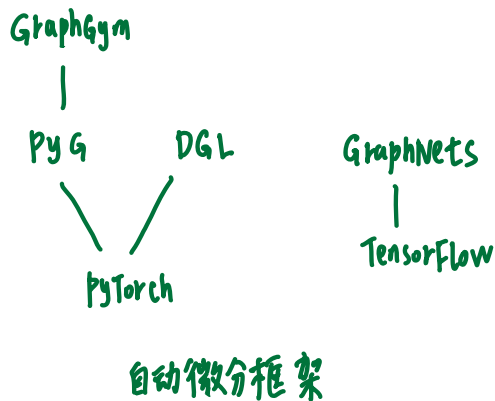 GraphGym
PyG
DGL
GraphNets
TensorFlow
PyTorch
自动微分框架